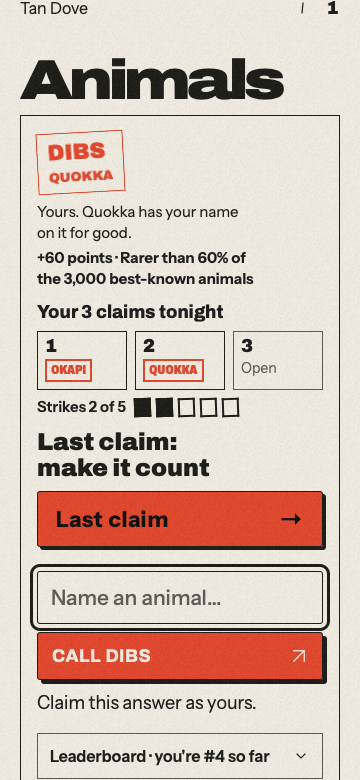 Tan Dove / 1
Animals
DIBS
QUOKKA
Yours. Quokka has your name
on it for good.
+60 points · Rarer than 60% of
the 3,000 best-known animals
Your 3 claims tonight
1 2 3
OKAPI QUOKKA Open
Strikes 2 of 5
Last claim:
make it count
Last claim →
Name an animal...
CALL DIBS
Claim this answer as yours.
Leaderboard · you're #4 so far